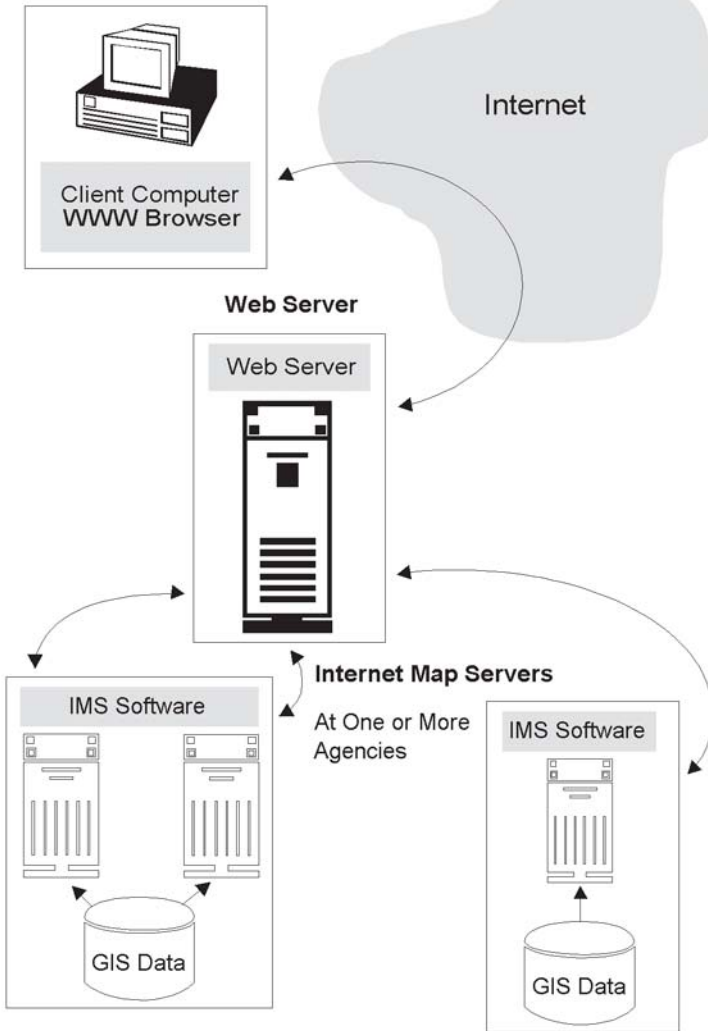 Internet
Client Computer
WWW Browser
Web Server
Web Server
Internet Map Servers
At One or More
Agencies
IMS Software
IMS Software
GIS Data
GIS Data